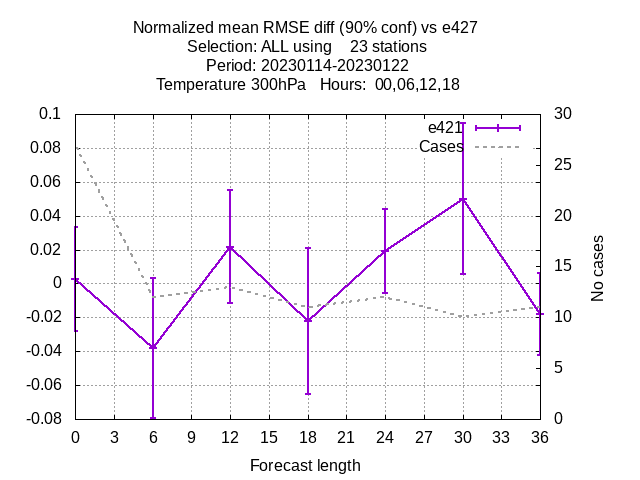 Normalized mean RMSE diff (90% conf) vs e427
Selection: ALL using    23 stations
Period: 20230114-20230122
Temperature 300hPa   Hours:  00,06,12,18
e421
Cases
0.1
0.08
0.06
0.04
0.02
0
-0.02
-0.04
-0.06
-0.08
30
25
20
15
10
5
0
No cases
0 3 6 9 12 15 18 21 24 27 30 33 36
Forecast length